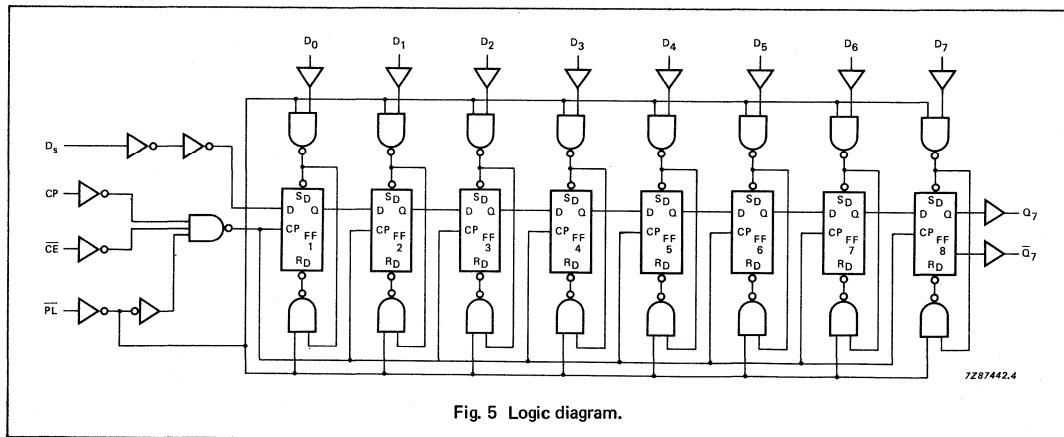 D0 D1 D2 D3 D4 D5 D6 D7
Ds
CP
CE
PL
SD SD SD SD SD SD SD SD
D Q D Q D Q D Q D Q D Q D Q D Q
CP FF 1 CP FF 2 CP FF 3 CP FF 4 CP FF 5 CP FF 6 CP FF 7 CP FF 8
RD RD RD RD RD RD RD RD
Q7
Q̅7
7Z87442.4
Fig. 5 Logic diagram.